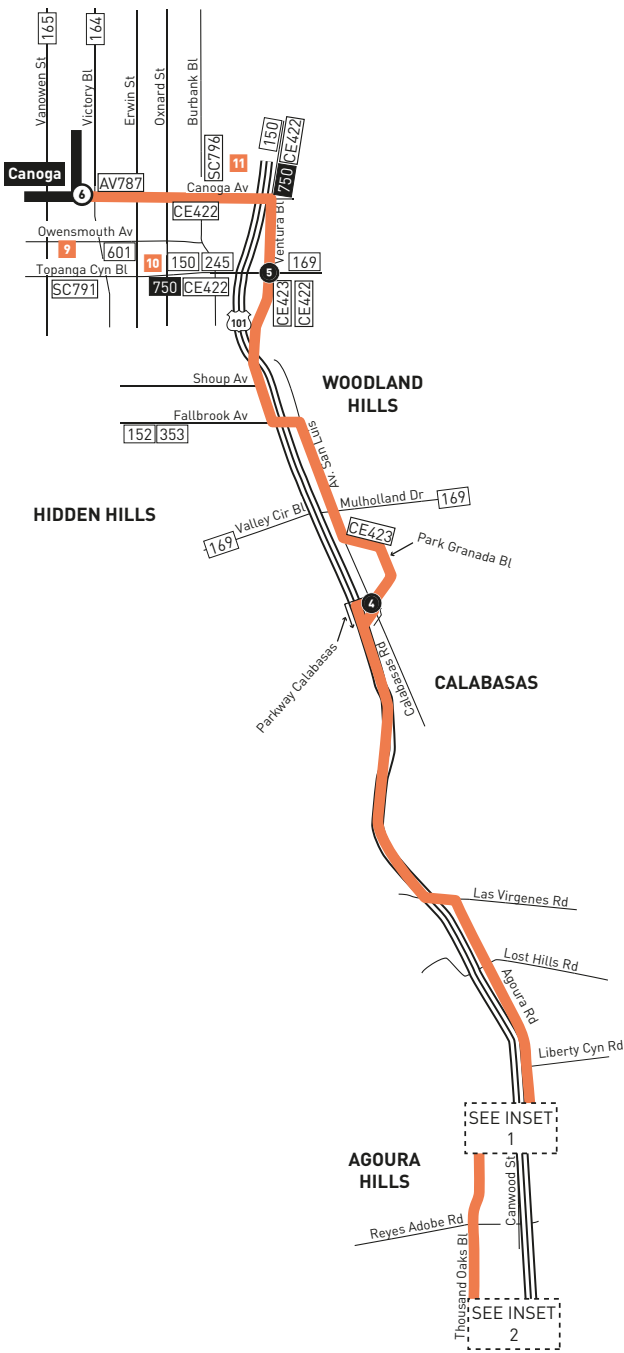 165
164
Vanowen St
Victory Bl
Erwin St
Oxnard St
Burbank Bl
SC796
11
150
CE422
750
Canoga
6
AV787
Canoga Av
CE422
Ventura Bl
Owensmouth Av
9
601
10
150
245
5
169
Topanga Cyn Bl
SC791
750
CE422
CE423
CE422
101
Shoup Av
WOODLAND
HILLS
Fallbrook Av
152
353
Av. San Luis
HIDDEN HILLS
169
Valley Cir Bl
Mulholland Dr
169
CE423
Park Granada Bl
4
Parkway Calabasas
Calabasas Rd
CALABASAS
Las Virgenes Rd
Lost Hills Rd
Agoura Rd
Liberty Cyn Rd
SEE INSET
1
AGOURA
HILLS
Canwood St
Reyes Adobe Rd
Thousand Oaks Bl
SEE INSET
2